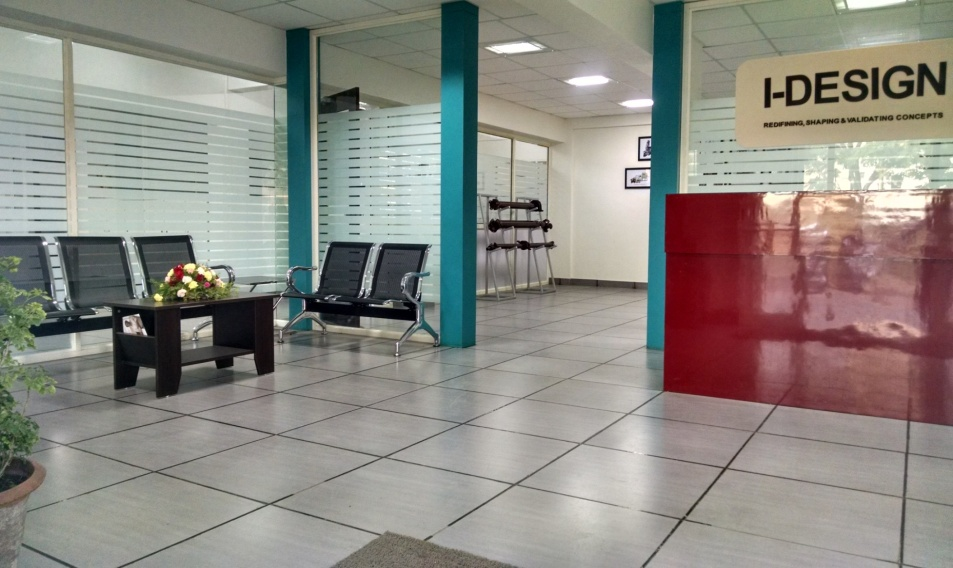 I-DESIGN
REDIFINING, SHAPING & VALIDATING CONCEPTS